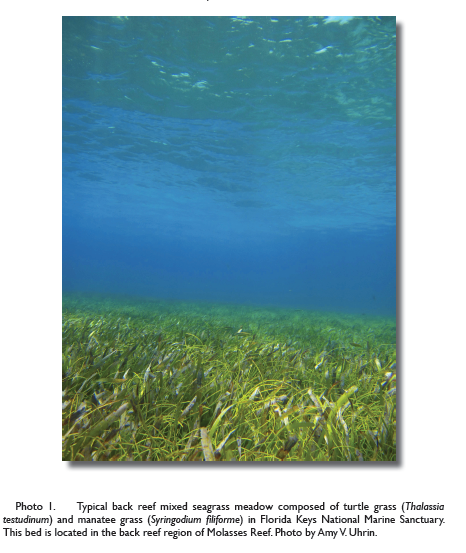 Photo 1. Typical back reef mixed seagrass meadow composed of turtle grass (Thalassia
testudinum) and manatee grass (Syringodium filiforme) in Florida Keys National Marine Sanctuary.
This bed is located in the back reef region of Molasses Reef. Photo by Amy V. Uhrin.